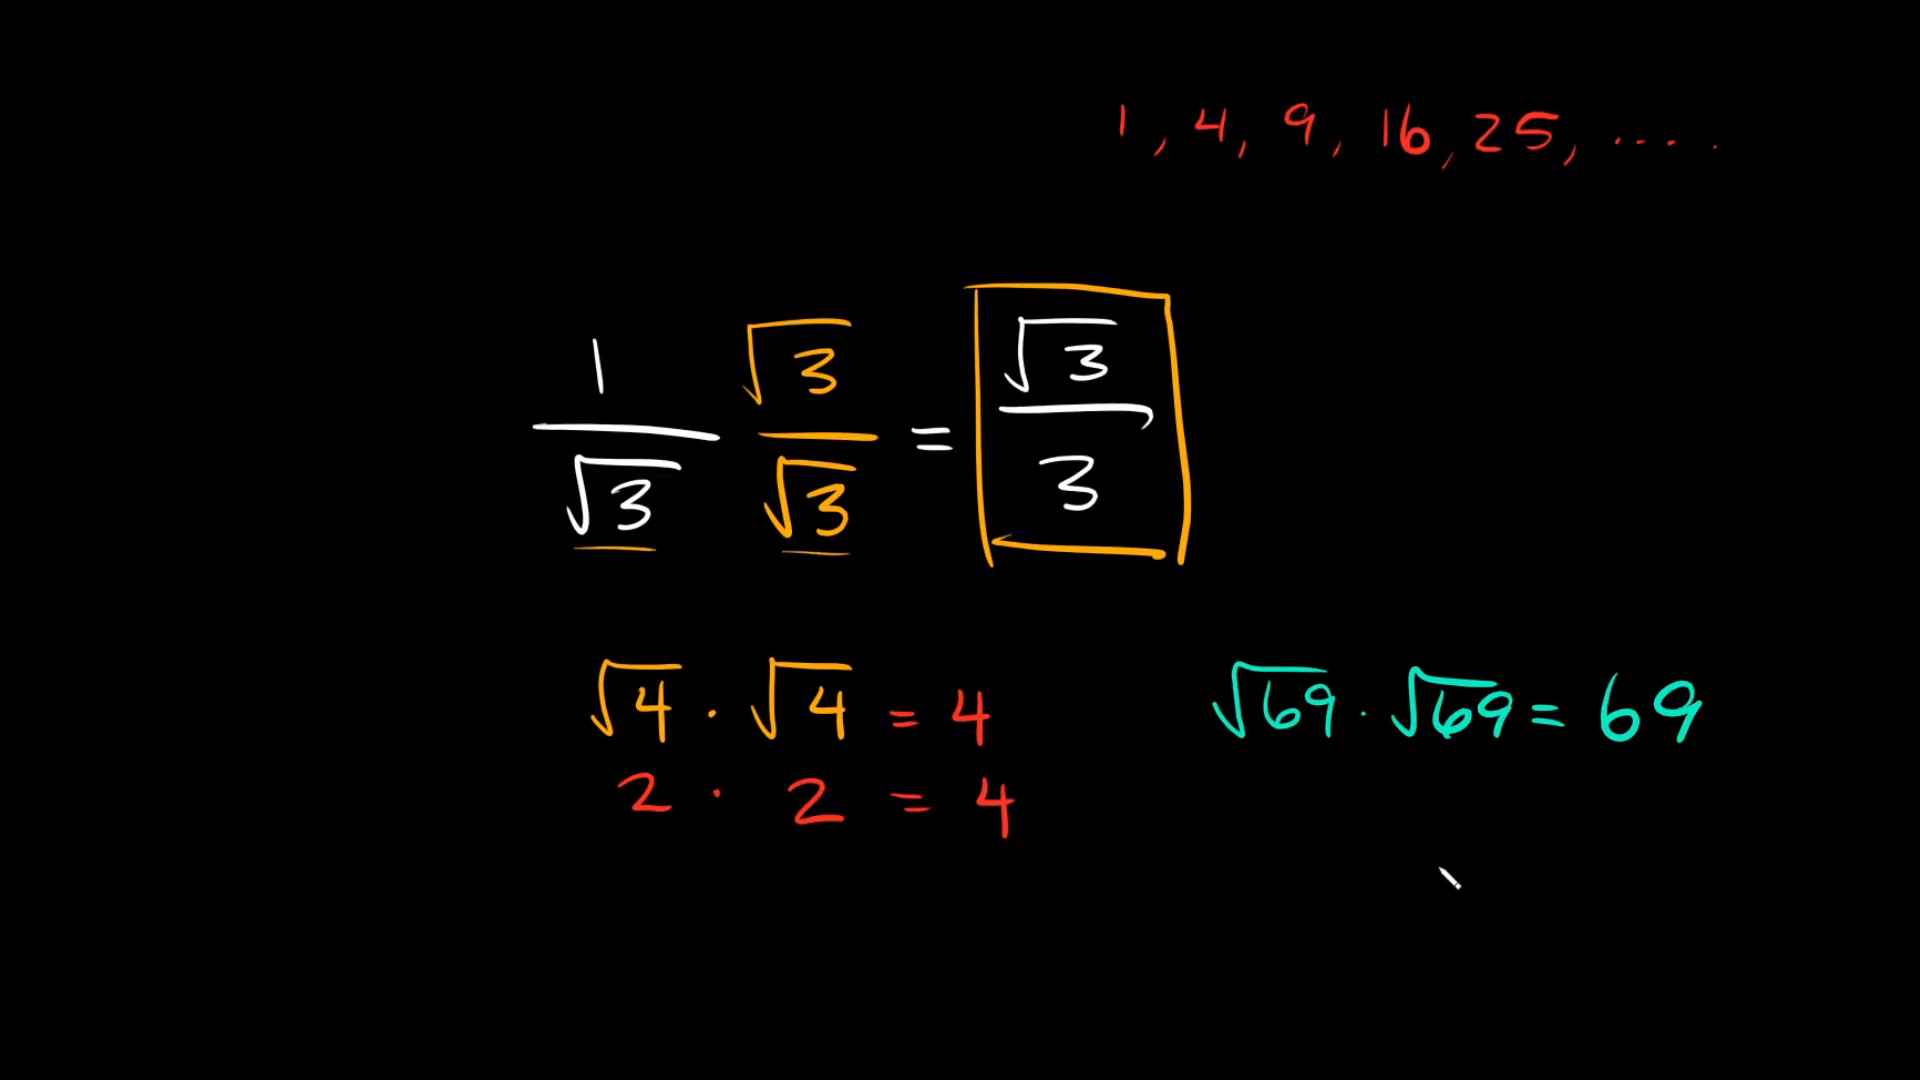 1, 4, 9, 16, 25, .....
1/√3 √3/√3 = √3/3
√4 · √4 = 4
2 · 2 = 4
√69 · √69 = 69